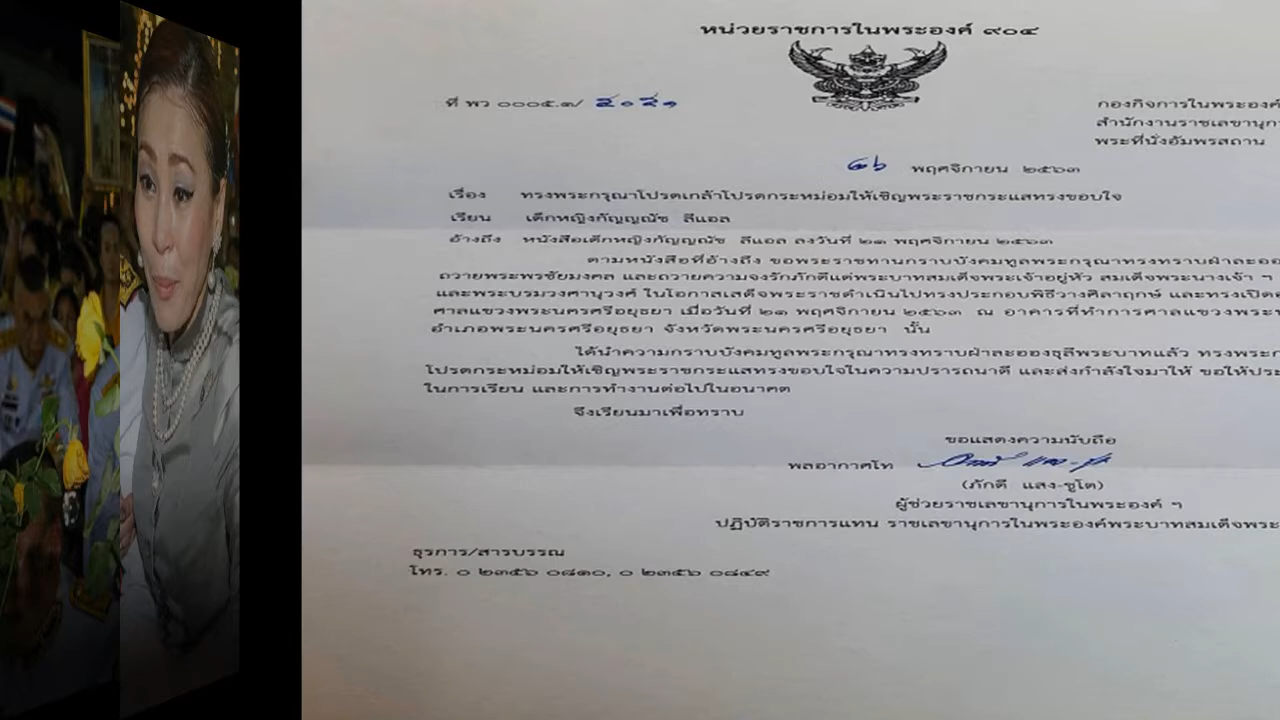 หน่วยราชการในพระองค์ ๙๐๔
ที่ พว ๐๐๐๕.๓/
กองกิจการในพระองค์
สำนักงานราชเลขานุการ
พระที่นั่งอัมพรสถาน
๒๖ พฤศจิกายน ๒๕๖๓
เรื่อง ทรงพระกรุณาโปรดเกล้าโปรดกระหม่อมให้เชิญพระราชกระแสทรงขอบใจ
เรียน เด็กหญิงกัญญณัช ลีแอล
อ้างถึง หนังสือเด็กหญิงกัญญณัช ลีแอล ลงวันที่ ๒๑ พฤศจิกายน ๒๕๖๓
ตามหนังสือที่อ้างถึง ขอพระราชทานกราบบังคมทูลพระกรุณาทรงทราบฝ่าละออ
ถวายพระพรชัยมงคล และถวายความจงรักภักดีแด่พระบาทสมเด็จพระเจ้าอยู่หัว สมเด็จพระนางเจ้า ฯ
และพระบรมวงศานุวงศ์ ในโอกาสเสด็จพระราชดำเนินไปทรงประกอบพิธีวางศิลาฤกษ์ และทรงเปิด
ศาลแขวงพระนครศรีอยุธยา เมื่อวันที่ ๒๑ พฤศจิกายน ๒๕๖๓ ณ อาคารที่ทำการศาลแขวงพระน
อำเภอพระนครศรีอยุธยา จังหวัดพระนครศรีอยุธยา นั้น
ได้นำความกราบบังคมทูลพระกรุณาทรงทราบฝ่าละอองธุลีพระบาทแล้ว ทรงพระก
โปรดกระหม่อมให้เชิญพระราชกระแสทรงขอบใจในความปรารถนาดี และส่งกำลังใจมาให้ ขอให้ประ
ในการเรียน และการทำงานต่อไปในอนาคต
จึงเรียนมาเพื่อทราบ
ขอแสดงความนับถือ
พลอากาศโท
(ภักดี แสง-ชูโต)
ผู้ช่วยราชเลขานุการในพระองค์ ฯ
ปฏิบัติราชการแทน ราชเลขานุการในพระองค์พระบาทสมเด็จพระ
ธุรการ/สารบรรณ
โทร. ๐ ๒๓๕๖ ๐๘๑๐, ๐ ๒๓๕๖ ๐๘๔๙